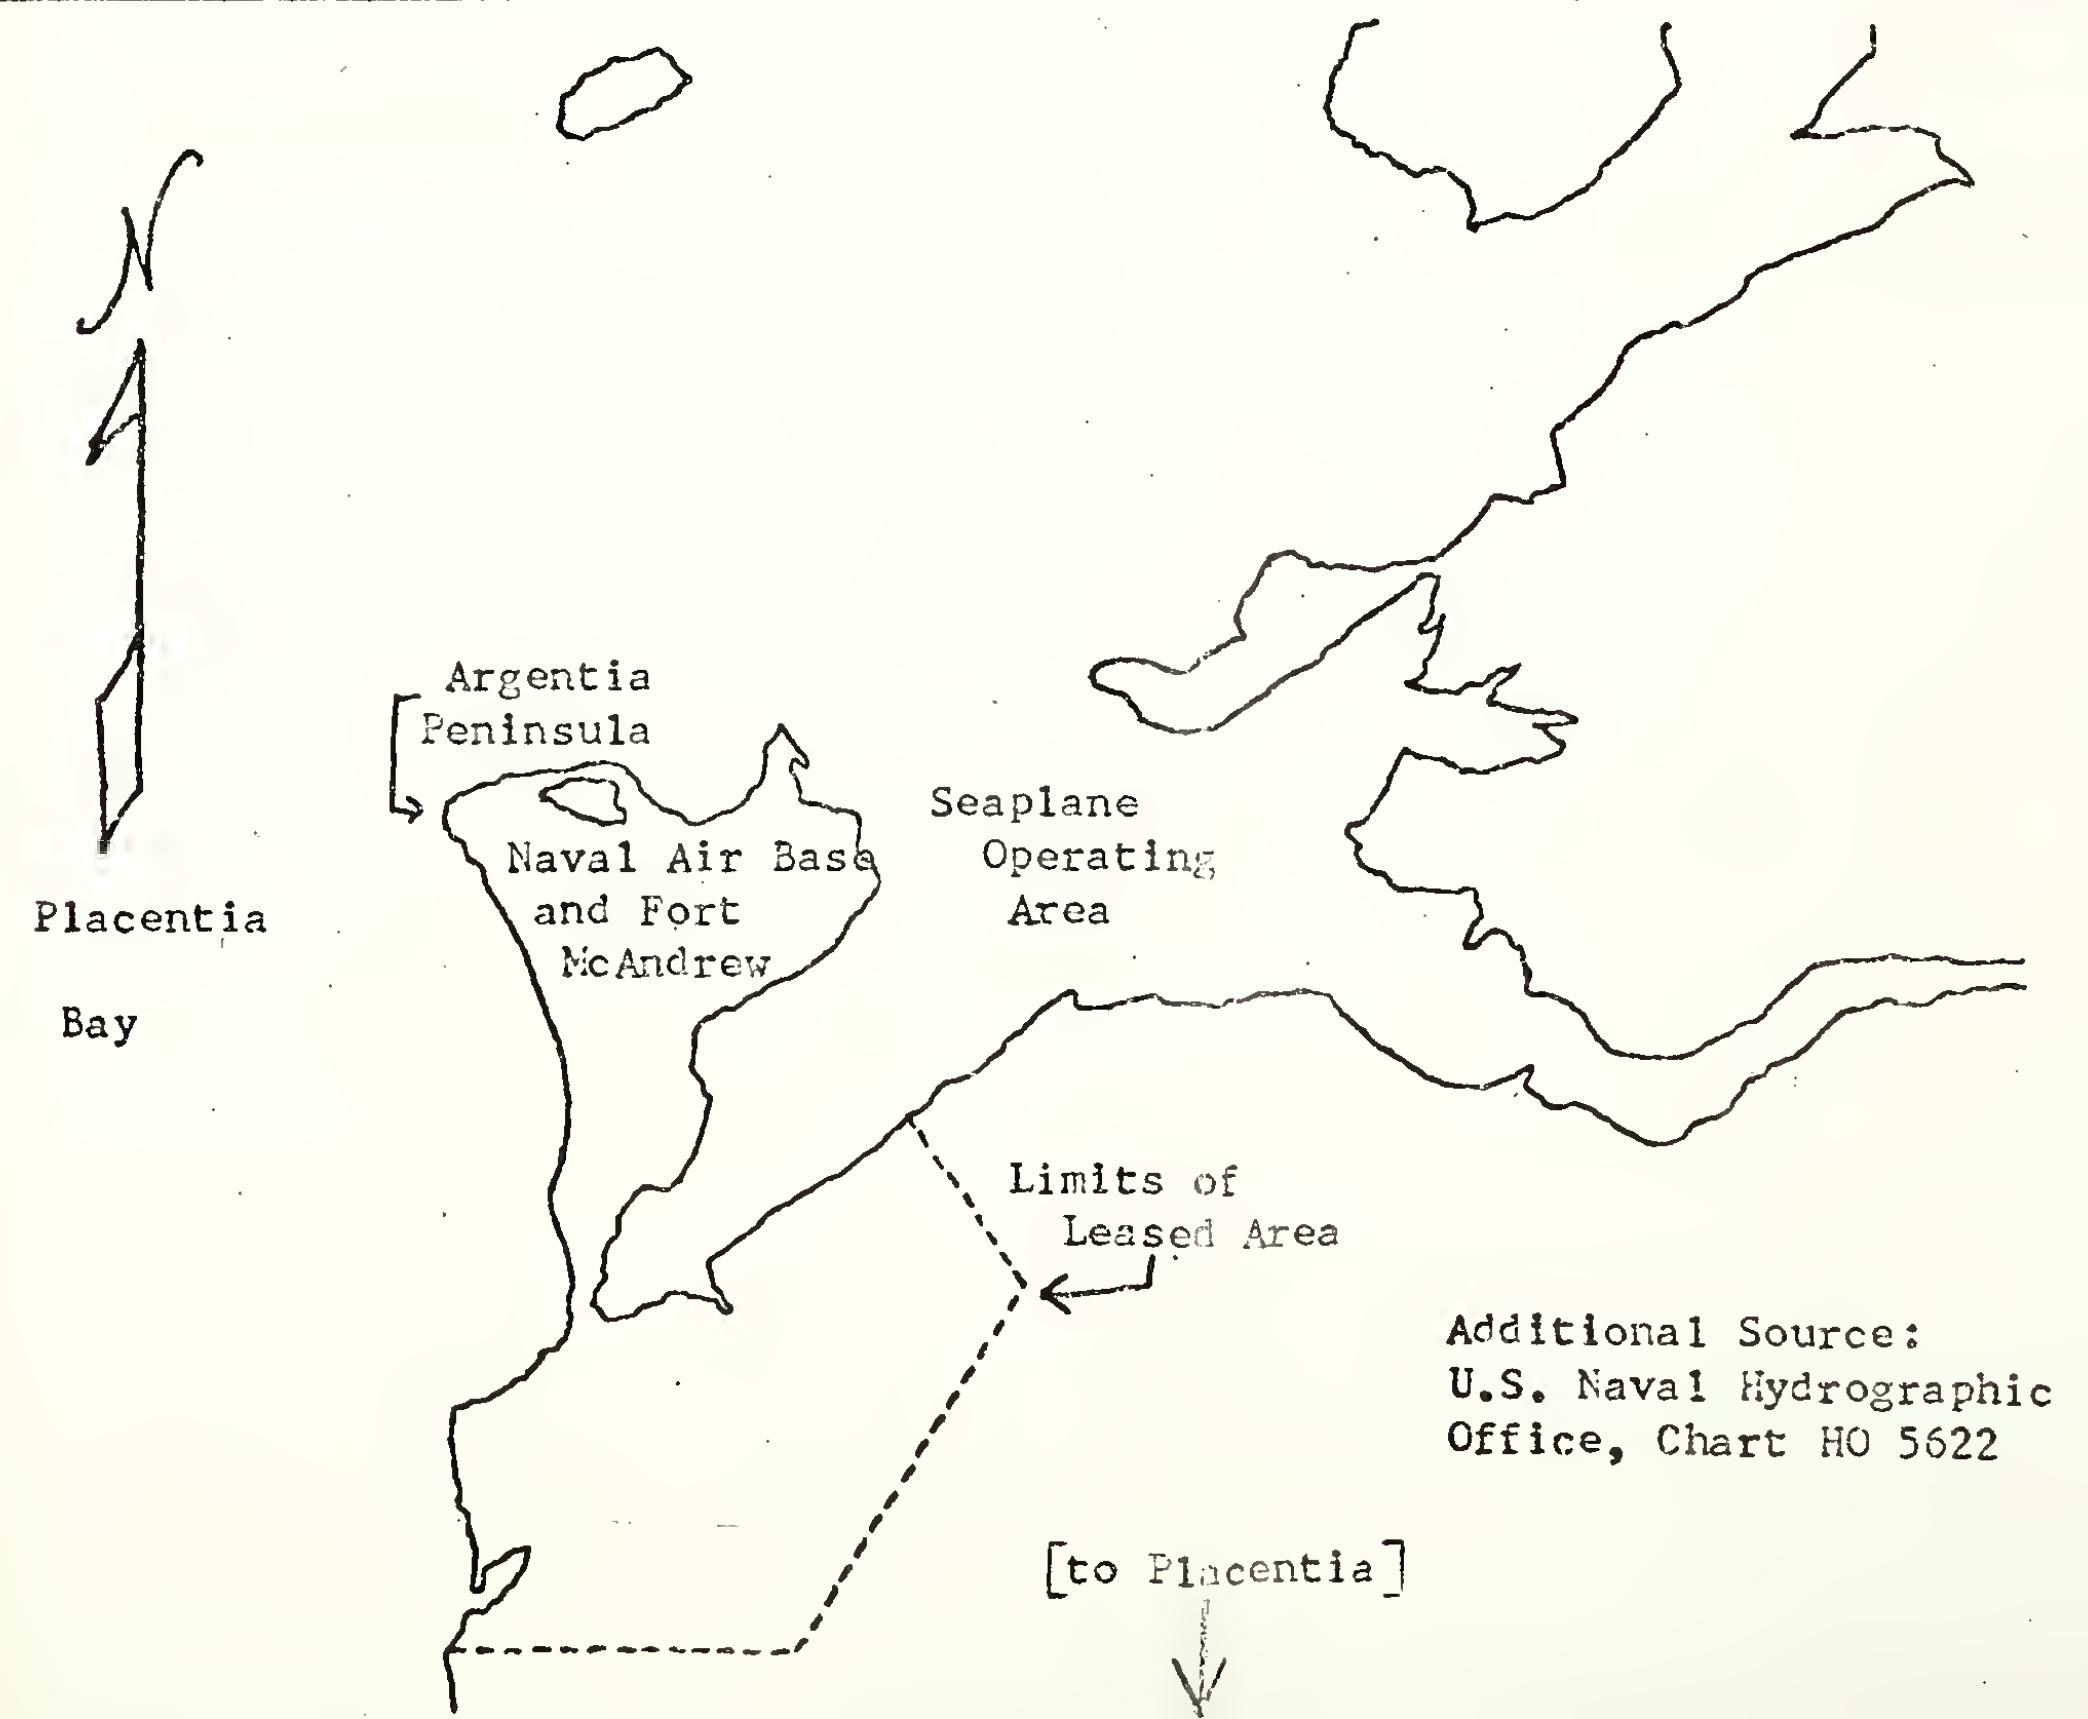 N
Argentia
Peninsula
Naval Air Base
and Fort
McAndrew
Seaplane
Operating
Area
Placentia
Bay
Limits of
Leased Area
Additional Source:
U.S. Naval Hydrographic
Office, Chart HO 5622
[to Placentia]